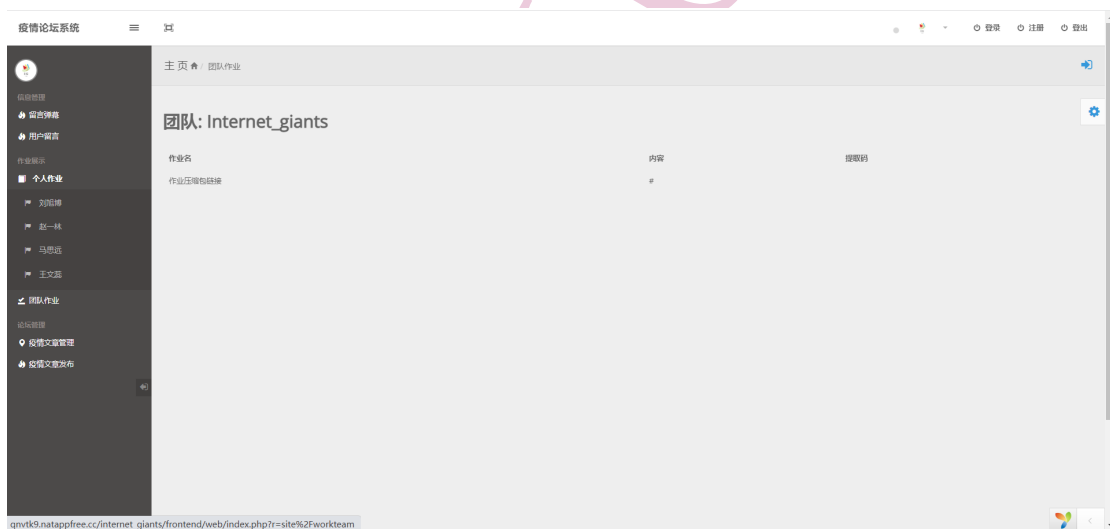 疫情论坛系统
登录 注册 登出
主页 / 团队作业
信息管理
留言弹幕
用户留言
作业展示
个人作业
刘旭博
赵一林
马思远
王文磊
团队作业
论坛管理
疫情文章管理
疫情文章发布
团队: Internet_giants
作业名 内容 提取码
作业压缩包链接 #
qnvtk9.natappfree.cc/internet_giants/frontend/web/index.php?r=site%2Fworkteam